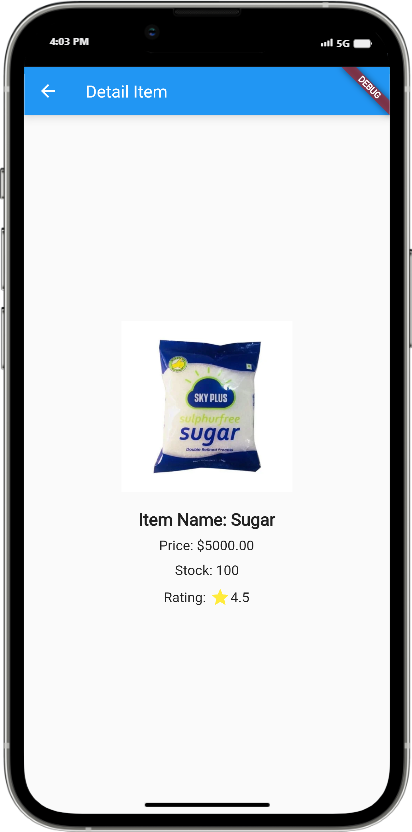 4:03 PM
5G
Detail Item
DEBUG
SKY PLUS
sulphurfree
sugar
Double Refined Premium
Item Name: Sugar
Price: $5000.00
Stock: 100
Rating: ⭐4.5